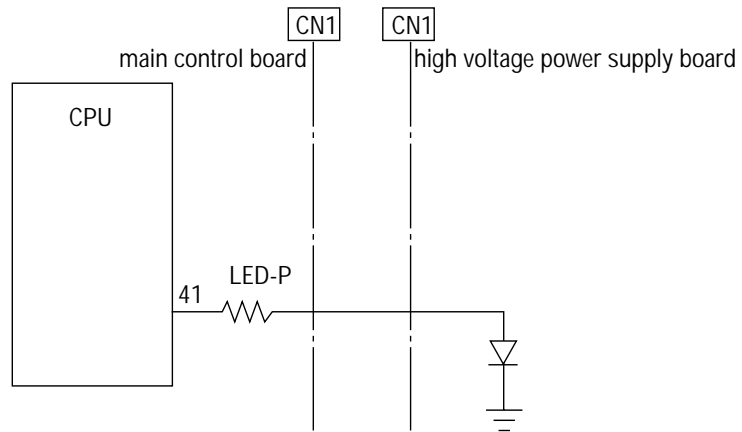 CN1
CN1
main control board
high voltage power supply board
CPU
LED-P
41